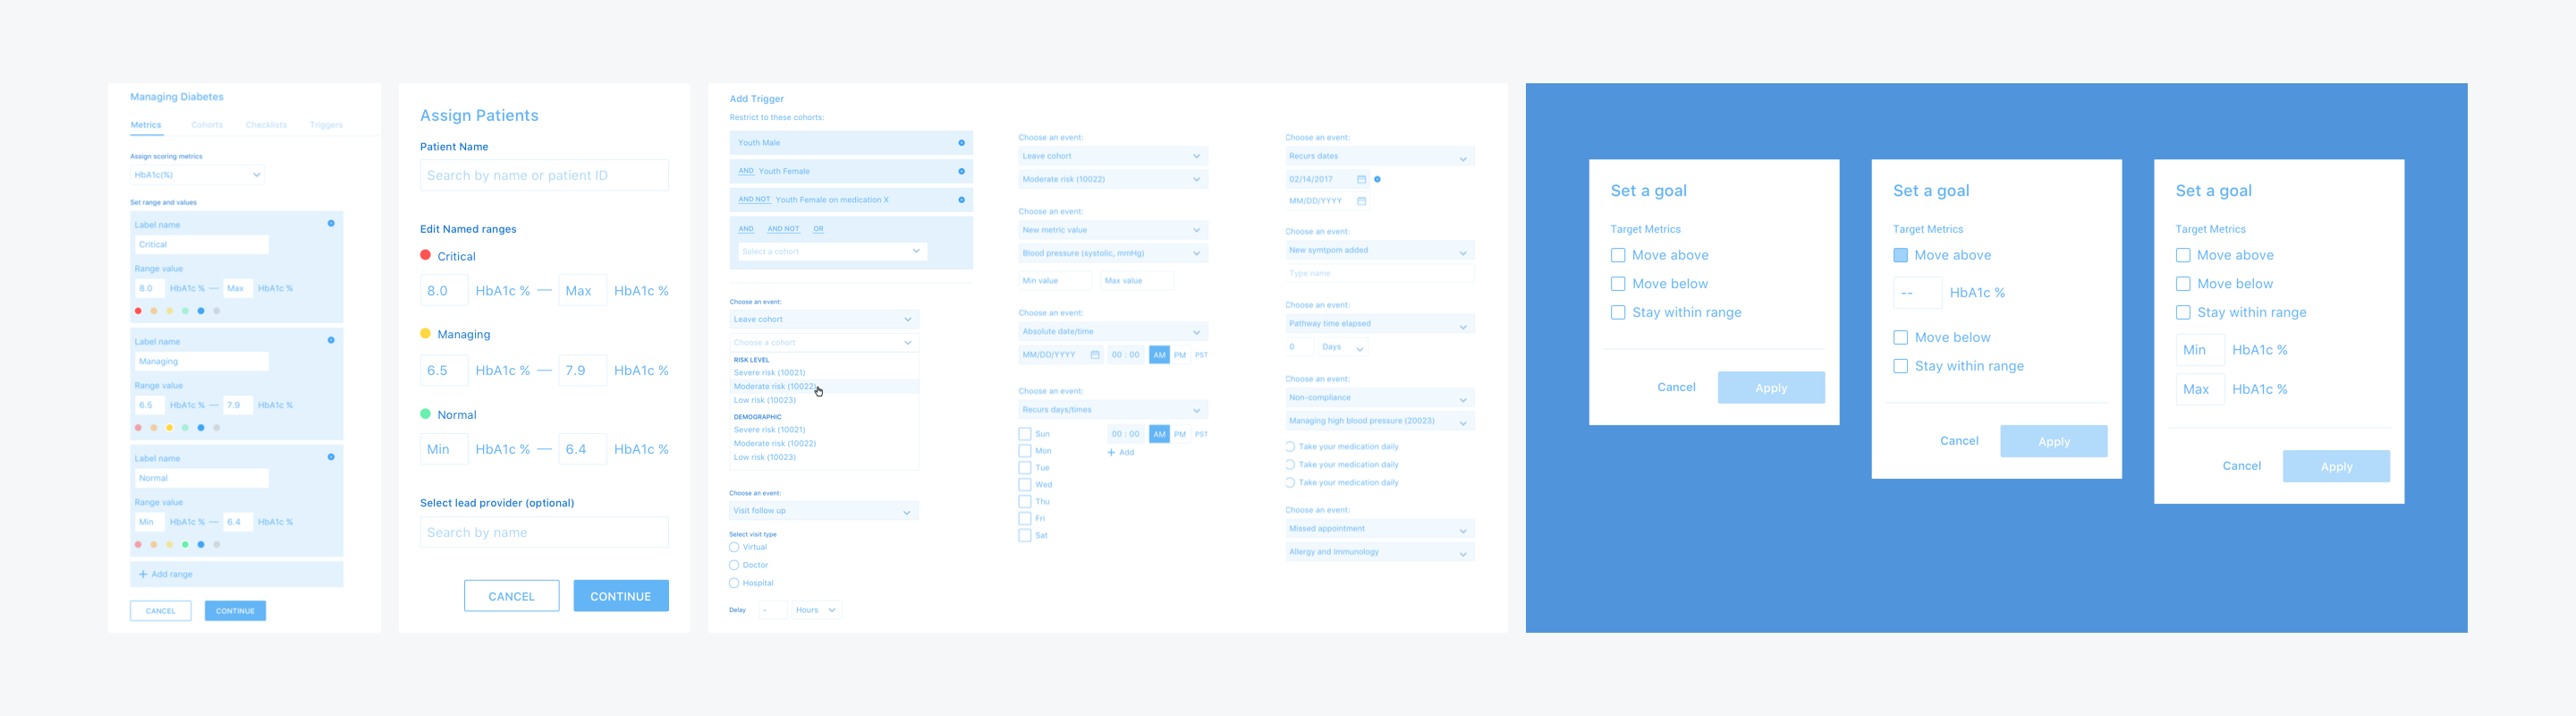 Managing Diabetes
Metrics Cohorts Checklists Triggers
Assign scoring metrics
HbA1c(%)
Set range and values
Label name
Critical
Range value
8.0 HbA1c % — Max HbA1c %
Label name
Managing
Range value
6.5 HbA1c % — 7.9 HbA1c %
Label name
Normal
Range value
Min HbA1c % — 6.4 HbA1c %
+ Add range
CANCEL CONTINUE
Assign Patients
Patient Name
Search by name or patient ID
Edit Named ranges
Critical
8.0 HbA1c % — Max HbA1c %
Managing
6.5 HbA1c % — 7.9 HbA1c %
Normal
Min HbA1c % — 6.4 HbA1c %
Select lead provider (optional)
Search by name
CANCEL CONTINUE
Add Trigger
Restrict to these cohorts:
Youth Male
AND Youth Female
AND NOT Youth Female on medication X
AND AND NOT OR
Select a cohort
Choose an event:
Leave cohort
Choose a cohort
RISK LEVEL
Severe risk (10021)
Moderate risk (10022)
Low risk (10023)
DEMOGRAPHIC
Severe risk (10021)
Moderate risk (10022)
Low risk (10023)
Choose an event:
Visit follow up
Select visit type
Virtual
Doctor
Hospital
Delay - Hours
Choose an event:
Leave cohort
Moderate risk (10022)
Choose an event:
New metric value
Blood pressure (systolic, mmHg)
Min value Max value
Choose an event:
Absolute date/time
MM/DD/YYYY 00 : 00 AM PM PST
Choose an event:
Recurs days/times
Sun 00 : 00 AM PM PST
Mon + Add
Tue
Wed
Thu
Fri
Sat
Choose an event:
Recurs dates
02/14/2017
MM/DD/YYYY
Choose an event:
New symtpom added
Type name
Choose an event:
Pathway time elapsed
0 Days
Choose an event:
Non-compliance
Managing high blood pressure (20023)
Take your medication daily
Take your medication daily
Take your medication daily
Choose an event:
Missed appointment
Allergy and Immunology
Set a goal
Target Metrics
Move above
Move below
Stay within range
Cancel Apply
Set a goal
Target Metrics
Move above
-- HbA1c %
Move below
Stay within range
Cancel Apply
Set a goal
Target Metrics
Move above
Move below
Stay within range
Min HbA1c %
Max HbA1c %
Cancel Apply